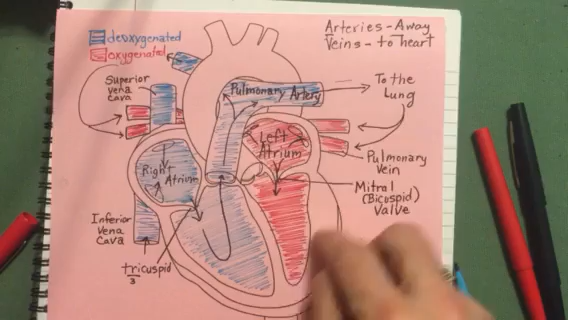 deoxygenated
oxygenated
Arteries - Away
Veins - to heart
Superior
vena
cava
Pulmonary Artery
To the
Lung
Left
Atrium
Right
Atrium
Pulmonary
Vein
Mitral
(Bicuspid)
Valve
Inferior
Vena
Cava
tricuspid
3